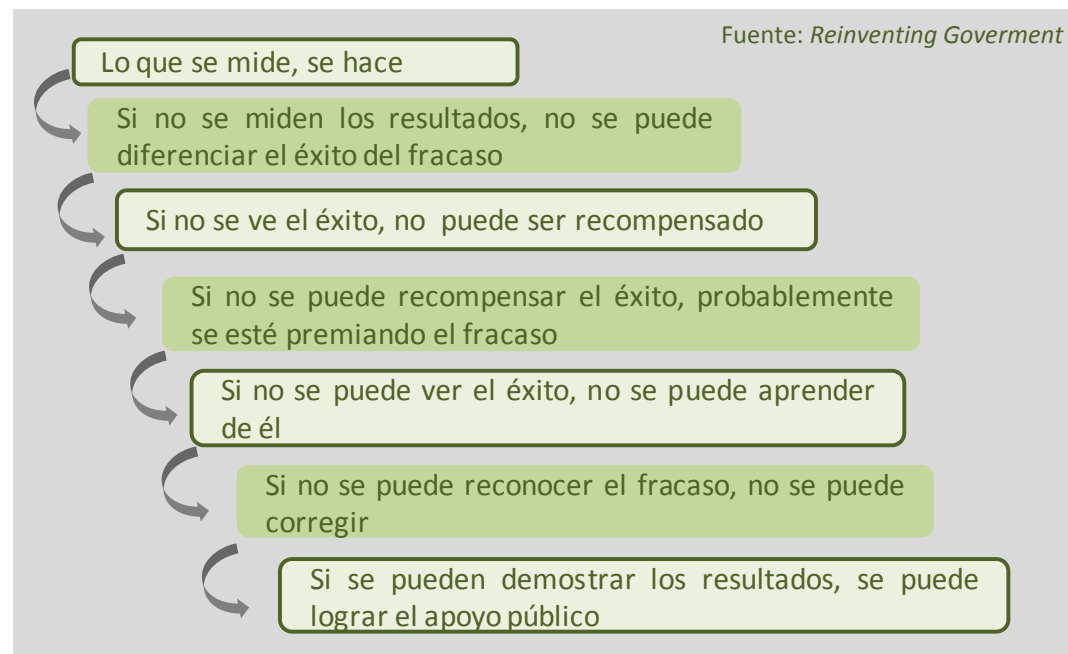 Fuente: Reinventing Goverment
Lo que se mide, se hace
Si no se miden los resultados, no se puede
diferenciar el éxito del fracaso
Si no se ve el éxito, no puede ser recompensado
Si no se puede recompensar el éxito, probablemente
se esté premiando el fracaso
Si no se puede ver el éxito, no se puede aprender
de él
Si no se puede reconocer el fracaso, no se puede
corregir
Si se pueden demostrar los resultados, se puede
lograr el apoyo público